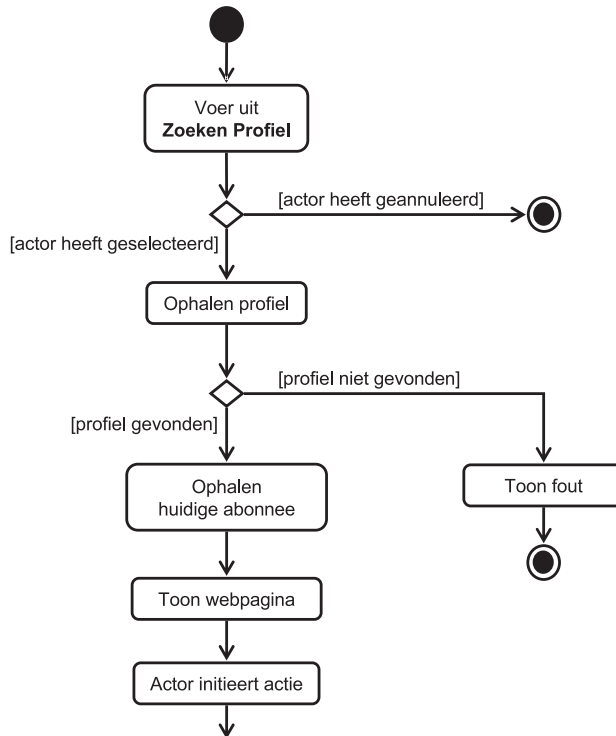 Voer uit
Zoeken Profiel
[actor heeft geannuleerd]
[actor heeft geselecteerd]
Ophalen profiel
[profiel niet gevonden]
[profiel gevonden]
Ophalen
huidige abonnee
Toon fout
Toon webpagina
Actor initieert actie